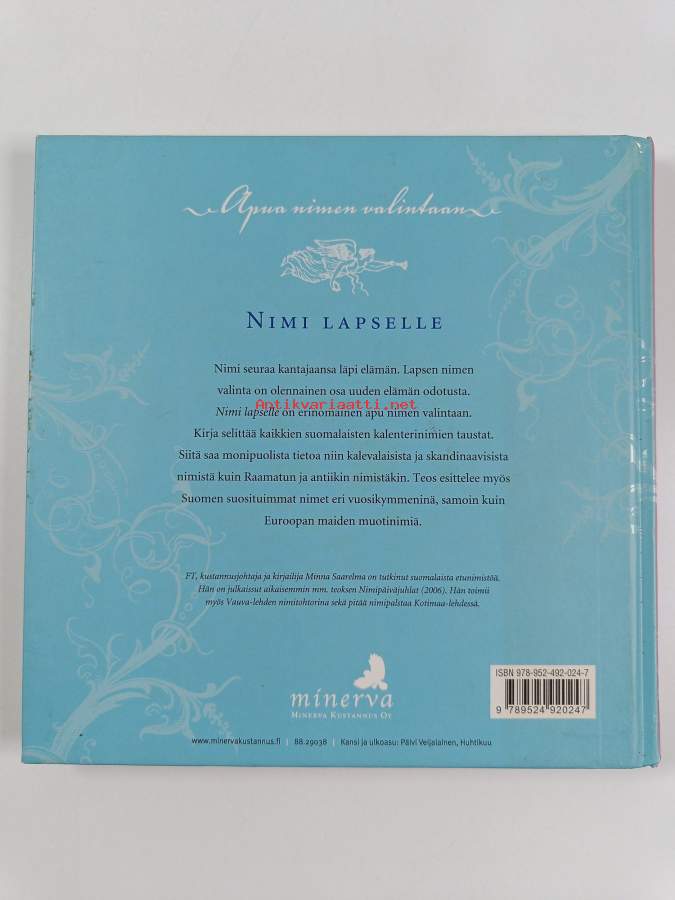 Apua nimen valintaan
NIMI LAPSELLE
Nimi seuraa kantajaansa läpi elämän. Lapsen nimen
valinta on olennainen osa uuden elämän odotusta.
Antikvariaatti.net
Nimi lapselle on erinomainen apu nimen valintaan.
Kirja selittää kaikkien suomalaisten kalenterinimien taustat.
Siitä saa monipuolista tietoa niin kalevalaisista ja skandinaavisista
nimistä kuin Raamatun ja antiikin nimistäkin. Teos esittelee myös
Suomen suosituimmat nimet eri vuosikymmeninä, samoin kuin
Euroopan maiden muotinimiä.
FT, kustannusjohtaja ja kirjailija Minna Saarelma on tutkinut suomalaista etunimistöä.
Hän on julkaissut aikaisemmin mm. teoksen Nimipäiväjuhlat (2006). Hän toimii
myös Vauva-lehden nimitohtorina sekä pitää nimipalstaa Kotimaa-lehdessä.
ISBN 978-952-492-024-7
9 789524 920247
minerva
MINERVA KUSTANNUS OY
www.minervakustannus.fi | 88.29038 | Kansi ja ulkoasu: Päivi Veijalainen, Huhtikuu